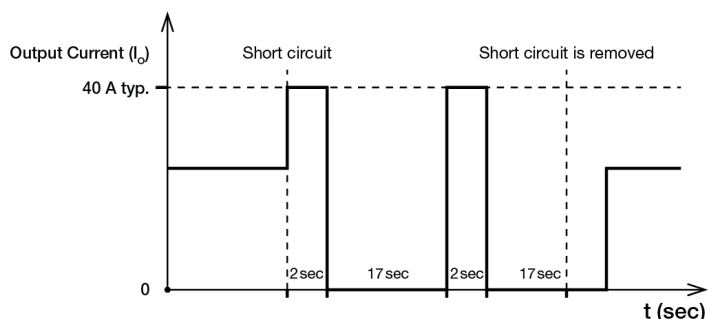 Output Current (Io)
Short circuit
Short circuit is removed
40 A typ.
2 sec
17 sec
2 sec
17 sec
0
t (sec)